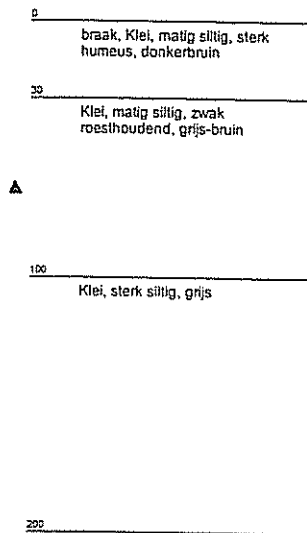 0
braak, Klei, matig siltig, sterk
humeus, donkerbruin
30
Klei, matig siltig, zwak
roesthoudend, grijs-bruin
100
Klei, sterk siltig, grijs
200